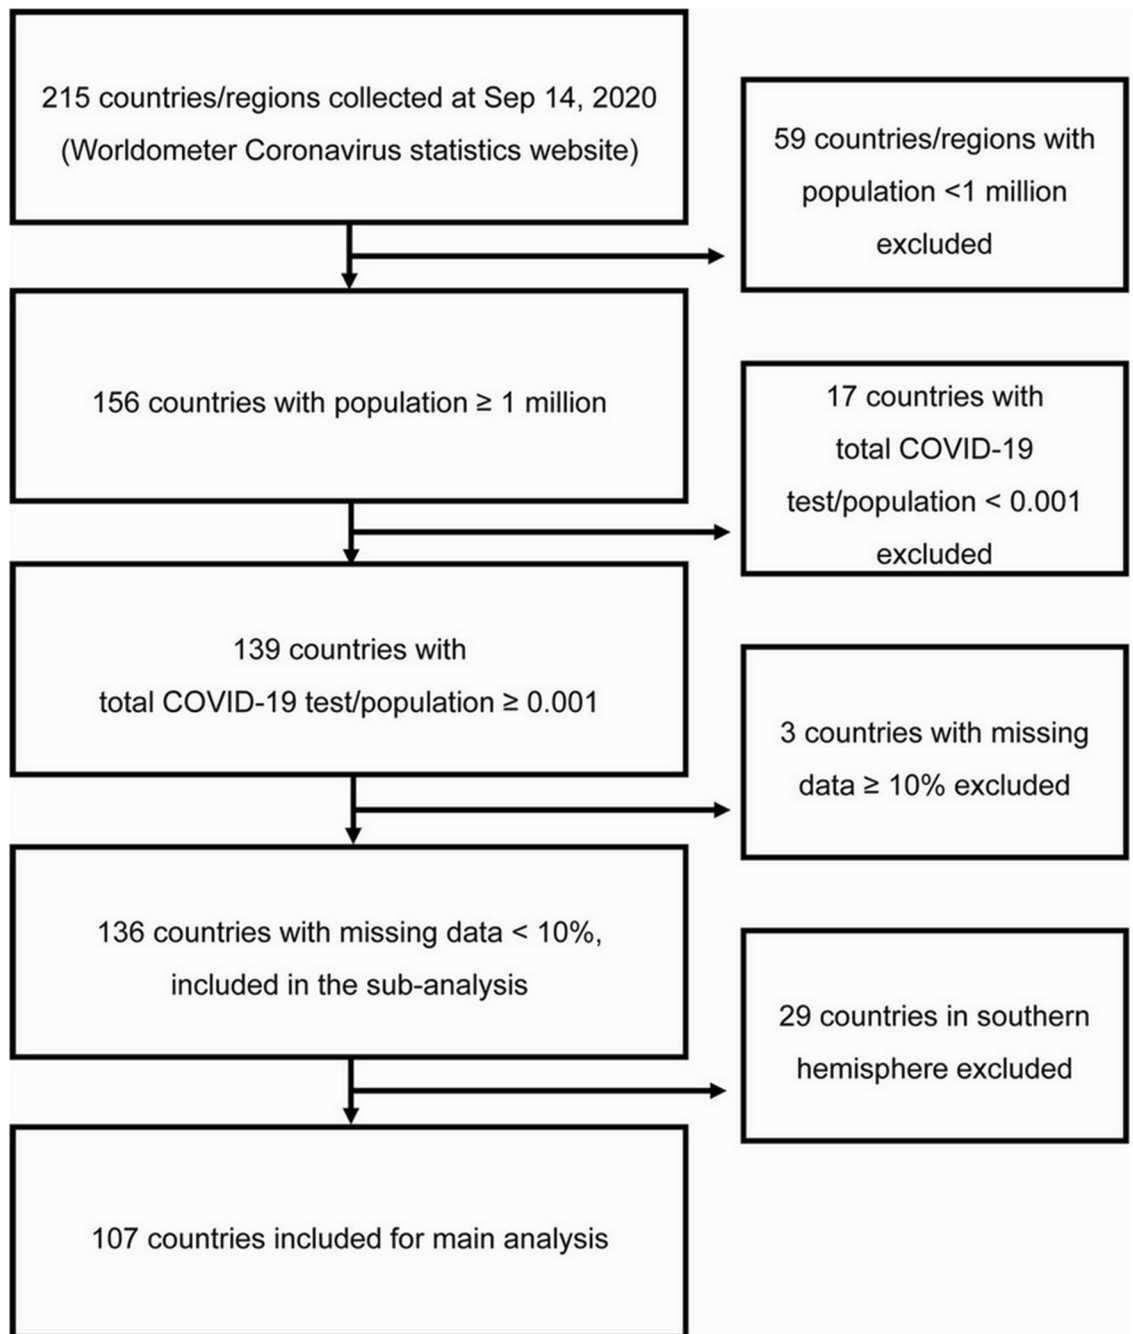 215 countries/regions collected at Sep 14, 2020
(Worldometer Coronavirus statistics website)
59 countries/regions with
population <1 million
excluded
156 countries with population ≥ 1 million
17 countries with
total COVID-19
test/population < 0.001
excluded
139 countries with
total COVID-19 test/population ≥ 0.001
3 countries with missing
data ≥ 10% excluded
136 countries with missing data < 10%,
included in the sub-analysis
29 countries in southern
hemisphere excluded
107 countries included for main analysis